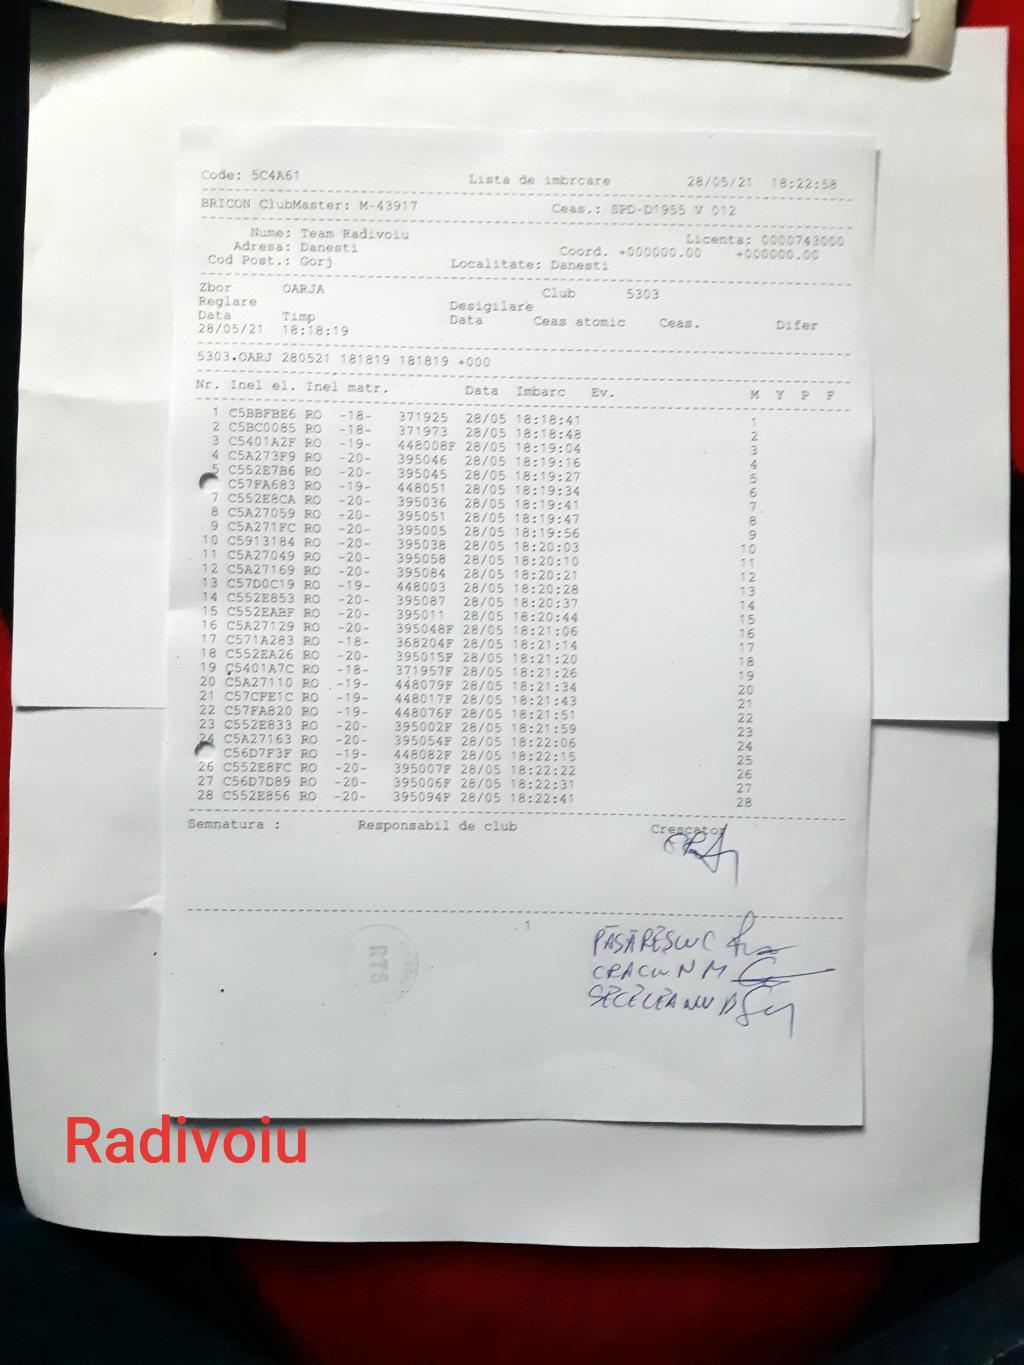 Code: 5C4A61 Lista de imbrcare 28/05/21 18:22:58
BRICON ClubMaster: M-43917 Ceas.: SPD-D1955 V 012
Nume: Team Radivoiu Licenta: 0000743000
Adresa: Danesti Coord. +000000.00 +000000.00
Cod Post.: Gorj Localitate: Danesti
Zbor OARJA Club 5303
Reglare Desigilare
Data Timp Data Ceas atomic Ceas. Difer
28/05/21 18:18:19
5303.OARJ 280521 181819 181819 +000
Nr. Inel el. Inel matr. Data Imbarc Ev. M Y P F
1 C5BBFBE6 RO -18- 371925 28/05 18:18:41 1
2 C5BC0085 RO -18- 371973 28/05 18:18:48 2
3 C5401A2F RO -19- 448008F 28/05 18:19:04 3
4 C5A273F9 RO -20- 395046 28/05 18:19:16 4
5 C552E7B6 RO -20- 395045 28/05 18:19:27 5
C57FA683 RO -19- 448051 28/05 18:19:34 6
7 C552E8CA RO -20- 395036 28/05 18:19:41 7
8 C5A27059 RO -20- 395051 28/05 18:19:47 8
9 C5A271FC RO -20- 395005 28/05 18:19:56 9
10 C5913184 RO -20- 395038 28/05 18:20:03 10
11 C5A27049 RO -20- 395058 28/05 18:20:10 11
12 C5A27169 RO -20- 395084 28/05 18:20:21 12
13 C57D0C19 RO -19- 448003 28/05 18:20:28 13
14 C552E853 RO -20- 395087 28/05 18:20:37 14
15 C552EABF RO -20- 395011 28/05 18:20:44 15
16 C5A27129 RO -20- 395048F 28/05 18:21:06 16
17 C571A283 RO -18- 368204F 28/05 18:21:14 17
18 C552EA26 RO -20- 395015F 28/05 18:21:20 18
19 C5401A7C RO -18- 371957F 28/05 18:21:26 19
20 C5A27110 RO -19- 448079F 28/05 18:21:34 20
21 C57CFE1C RO -19- 448017F 28/05 18:21:43 21
22 C57FA820 RO -19- 448076F 28/05 18:21:51 22
23 C552E833 RO -20- 395002F 28/05 18:21:59 23
24 C5A27163 RO -20- 395054F 28/05 18:22:06 24
C56D7F3F RO -19- 448082F 28/05 18:22:15 25
26 C552E8FC RO -20- 395007F 28/05 18:22:22 26
27 C56D7D89 RO -20- 395006F 28/05 18:22:31 27
28 C552E856 RO -20- 395094F 28/05 18:22:41 28
Semnatura : Responsabil de club Crescator
1
PĂSĂRESCU C
CRACIUN M
SECELEANU D
RTS
Radivoiu